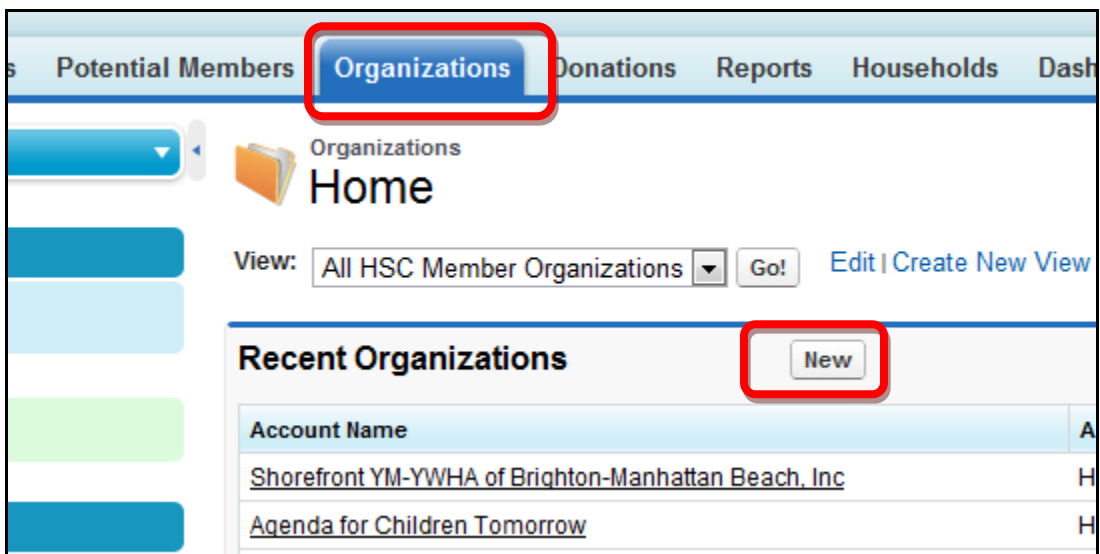 s Potential Members Organizations Donations Reports Households Dash
Organizations
Home
View: All HSC Member Organizations Go! Edit | Create New View
Recent Organizations New
Account Name A
Shorefront YM-YWHA of Brighton-Manhattan Beach, Inc H
Agenda for Children Tomorrow H